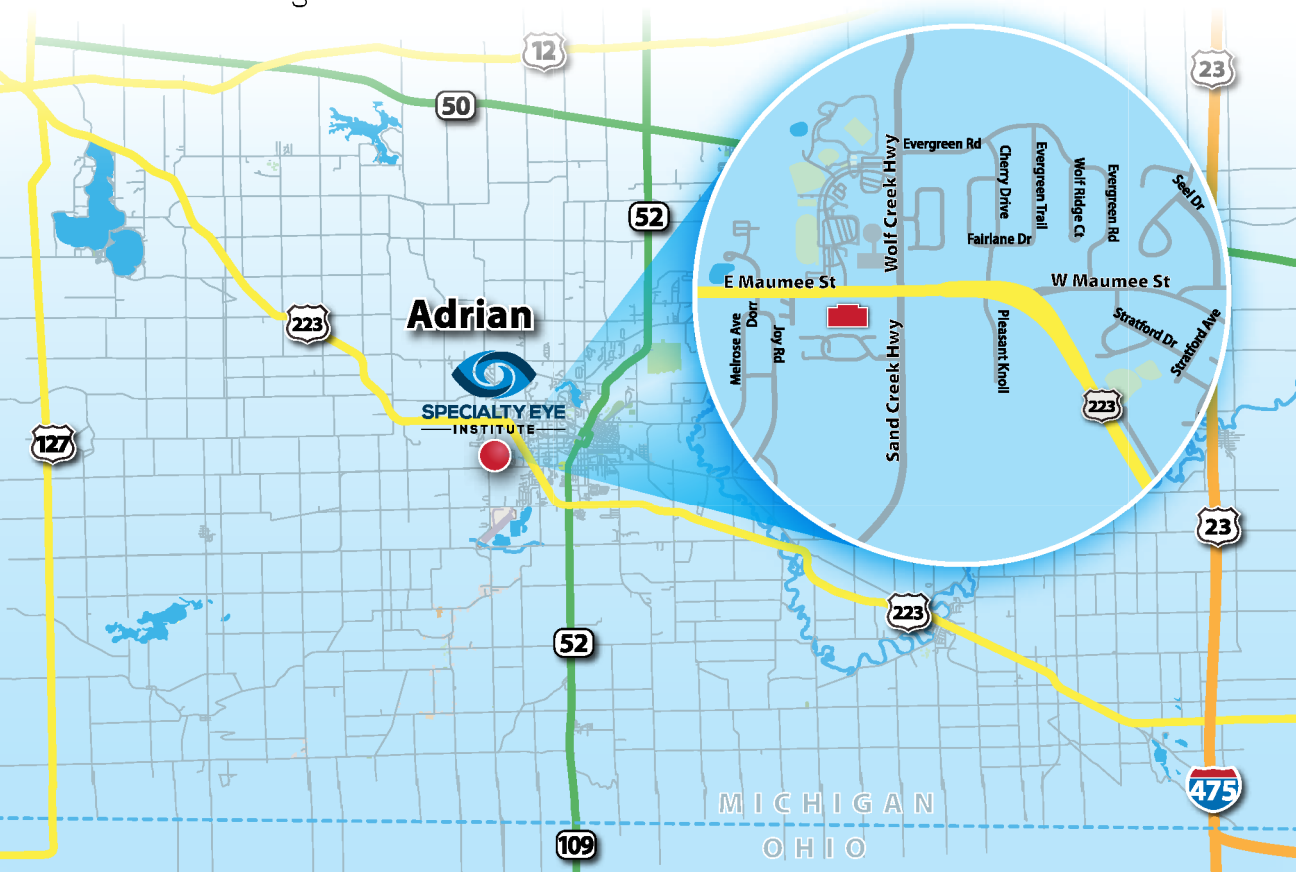 12
23
50
Evergreen Rd
Wolf Creek Hwy
Cherry Drive
Evergreen Trail
Wolf Ridge Ct
Evergreen Rd
Seel Dr
52
Fairlane Dr
E Maumee St
W Maumee St
223
Adrian
Melrose Ave
Dorr
Joy Rd
Sand Creek Hwy
Pleasant Knoll
Stratford Dr
Stratford Ave
SPECIALTY EYE
INSTITUTE
223
127
23
223
52
475
MICHIGAN
OHIO
109